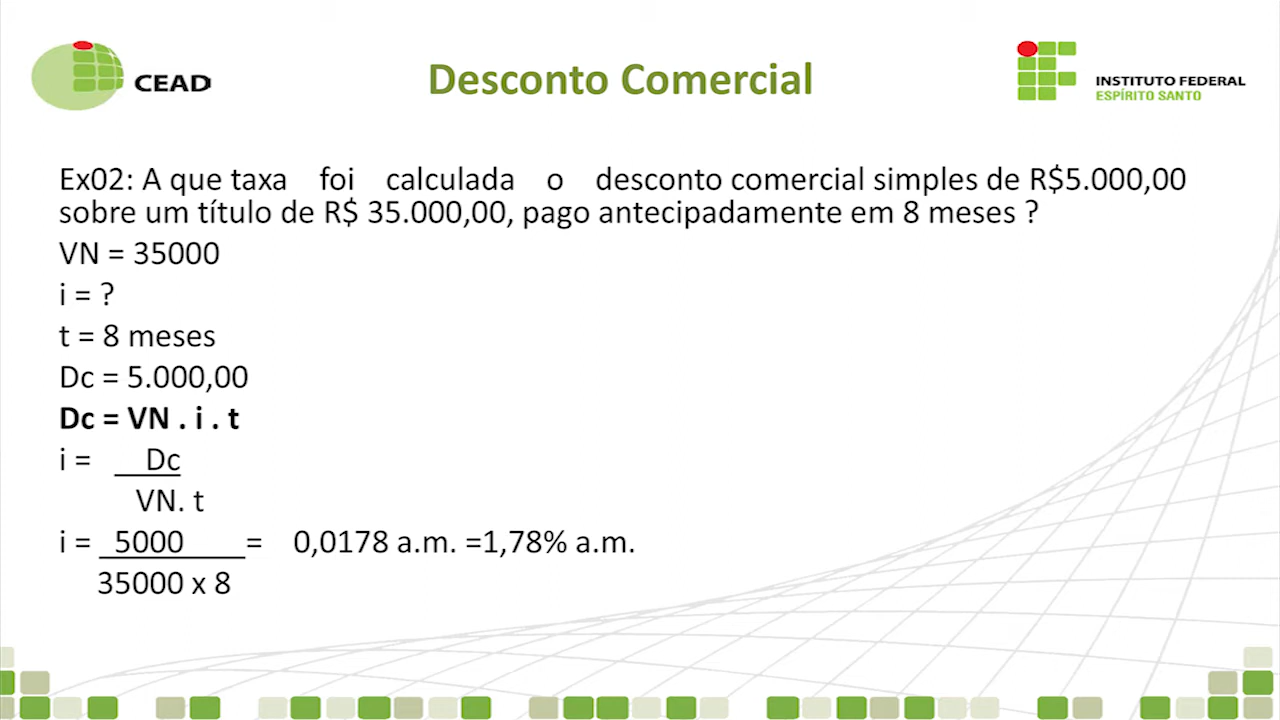 CEAD
Desconto Comercial
INSTITUTO FEDERAL
ESPÍRITO SANTO
Ex02: A que taxa foi calculada o desconto comercial simples de R$5.000,00
sobre um título de R$ 35.000,00, pago antecipadamente em 8 meses ?
VN = 35000
i = ?
t = 8 meses
Dc = 5.000,00
Dc = VN . i . t
i = Dc
VN. t
i = 5000 = 0,0178 a.m. =1,78% a.m.
35000 x 8